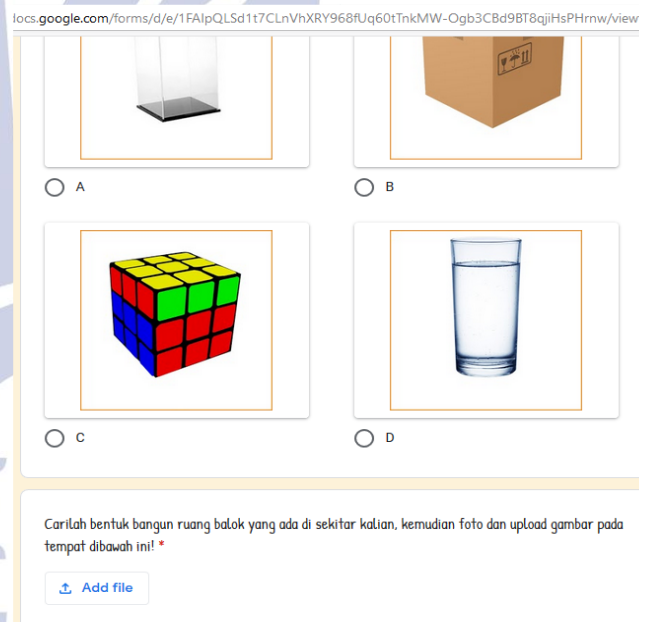 locs.google.com/forms/d/e/1FAIpQLSd1t7CLnVhXRY968fUq60tTnkMW-Ogb3CBd9BT8qjiHsPHrnw/view
A
B
C
D
Carilah bentuk bangun ruang balok yang ada di sekitar kalian, kemudian foto dan upload gambar pada
tempat dibawah ini! *
Add file